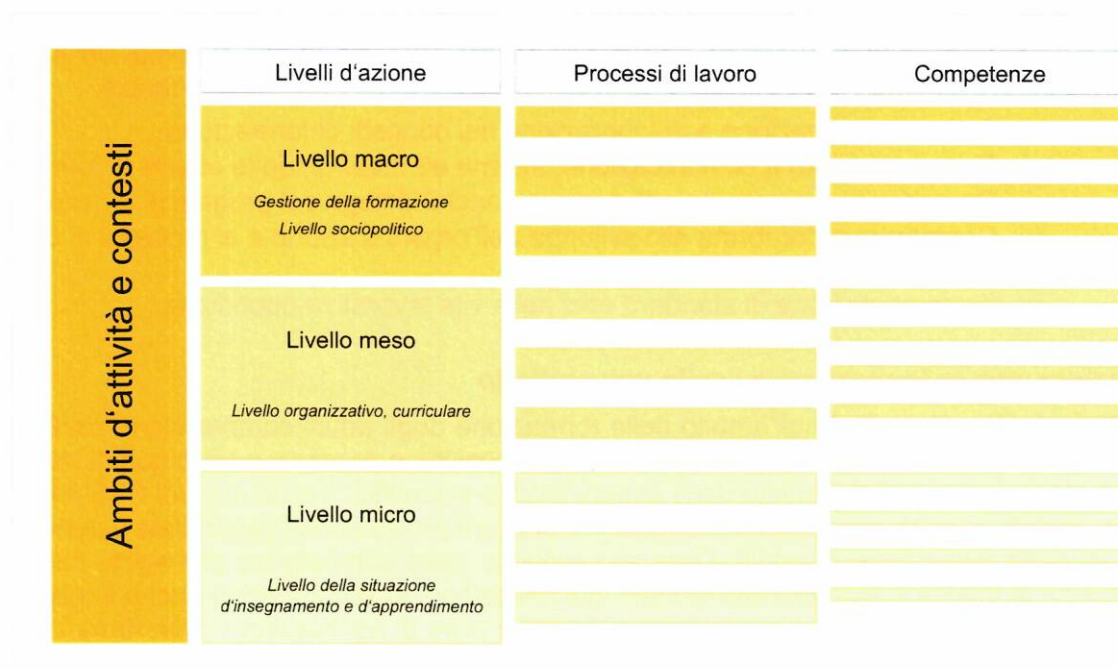 Ambiti d'attività e contesti
Livelli d'azione
Processi di lavoro
Competenze
Livello macro
Gestione della formazione
Livello sociopolitico
Livello meso
Livello organizzativo, curriculare
Livello micro
Livello della situazione
d'insegnamento e d'apprendimento